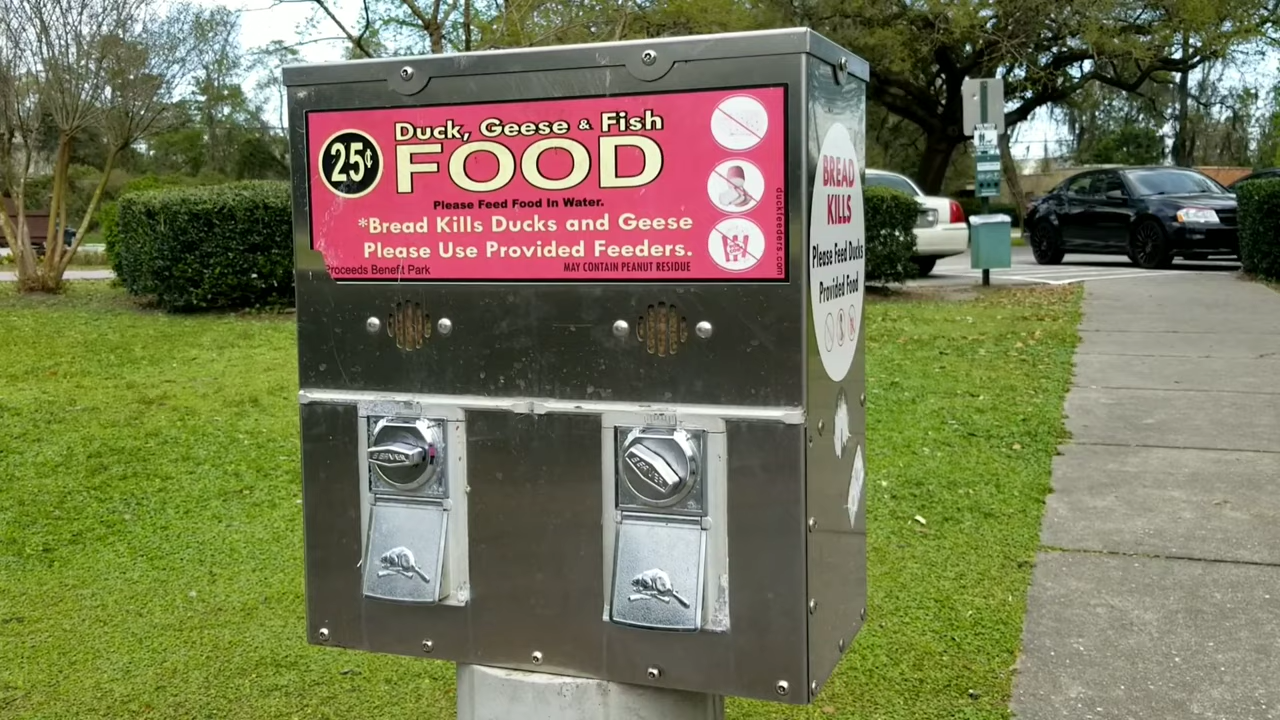 25¢
Duck, Geese & Fish
FOOD
Please Feed Food In Water.
*Bread Kills Ducks and Geese
Please Use Provided Feeders.
Proceeds Benefit Park
MAY CONTAIN PEANUT RESIDUE
duckfeeders.com
BREAD
KILLS
Please Feed Ducks
Provided Food
BEAVER